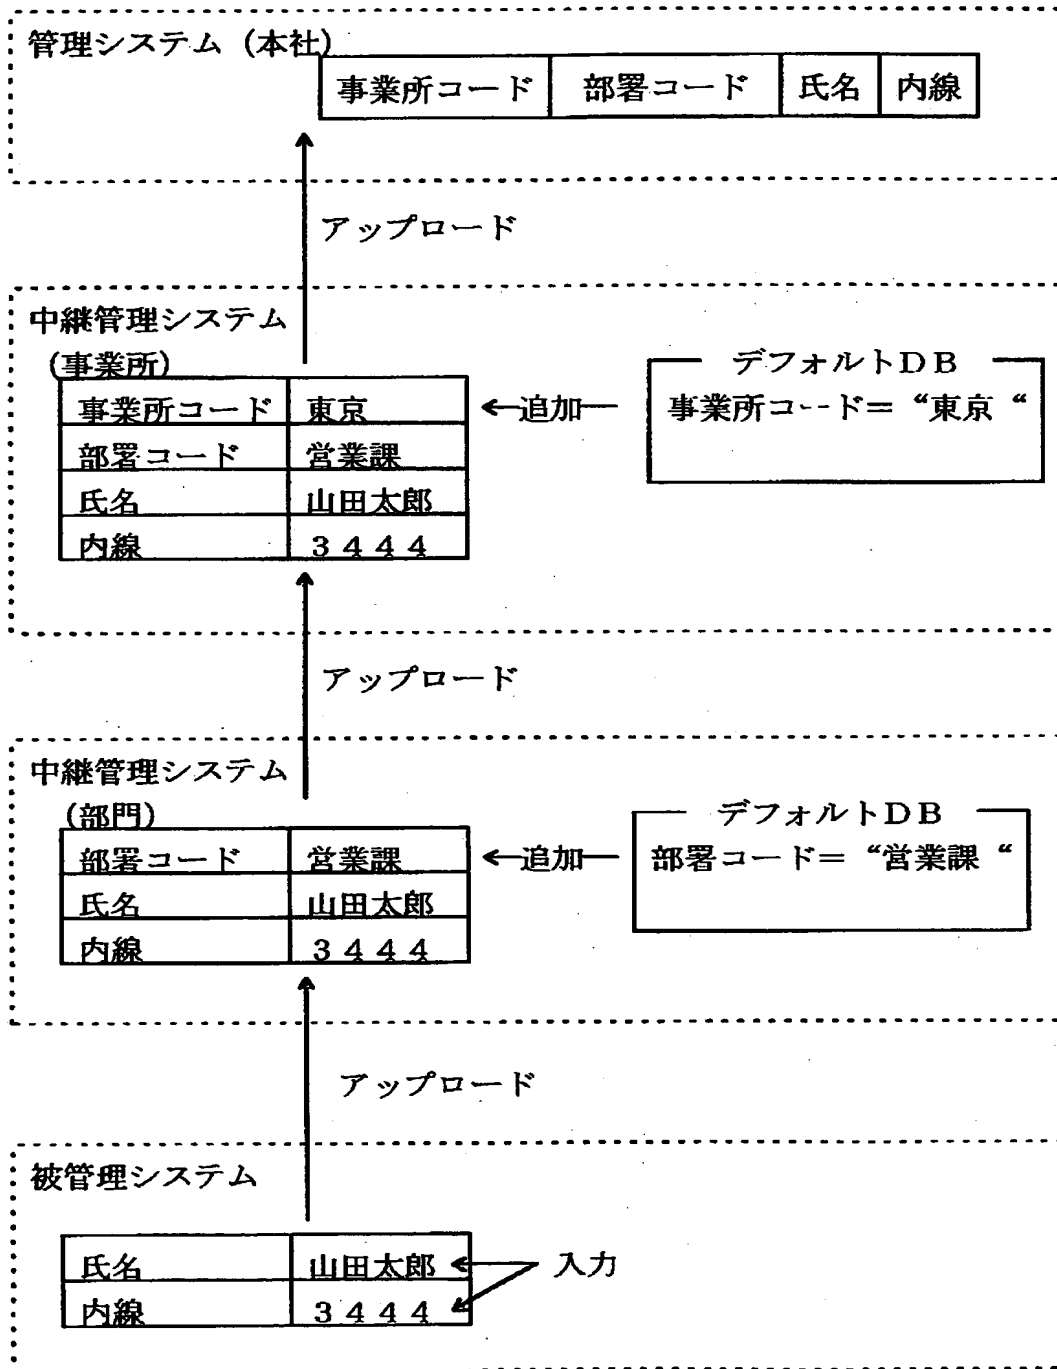 管理システム（本社）
事業所コード 部署コード 氏名 内線
アップロード
中継管理システム
（事業所）
デフォルトＤＢ
事業所コード 東京
追加
事業所コード＝“東京“
部署コード 営業課
氏名 山田太郎
内線 ３４４４
アップロード
中継管理システム
（部門）
デフォルトＤＢ
部署コード 営業課
追加
部署コード＝“営業課“
氏名 山田太郎
内線 ３４４４
アップロード
被管理システム
氏名 山田太郎
入力
内線 ３４４４